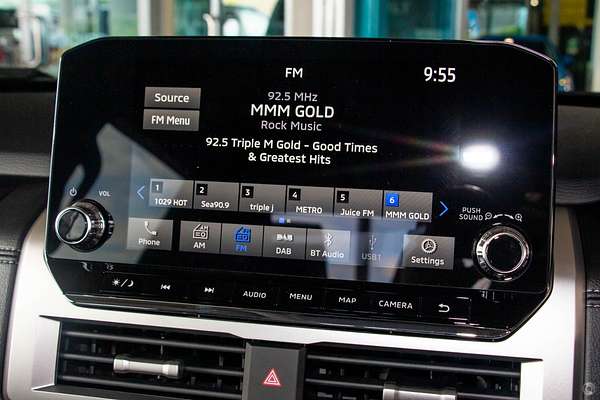 FM
9:55
Source
92.5 MHz
MMM GOLD
FM Menu
Rock Music
92.5 Triple M Gold - Good Times
& Greatest Hits
1 1029 HOT
2 Sea90.9
3 triple j
4 METRO
5 Juice FM
6 MMM GOLD
VOL
PUSH
SOUND
Phone
AM
FM
DAB
BT Audio
USB1
Settings
AUDIO
MENU
MAP
CAMERA